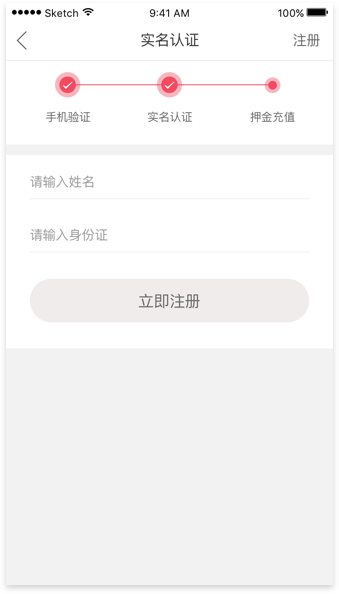 Sketch 9:41 AM 100%
实名认证 注册
手机验证 实名认证 押金充值
请输入姓名
请输入身份证
立即注册